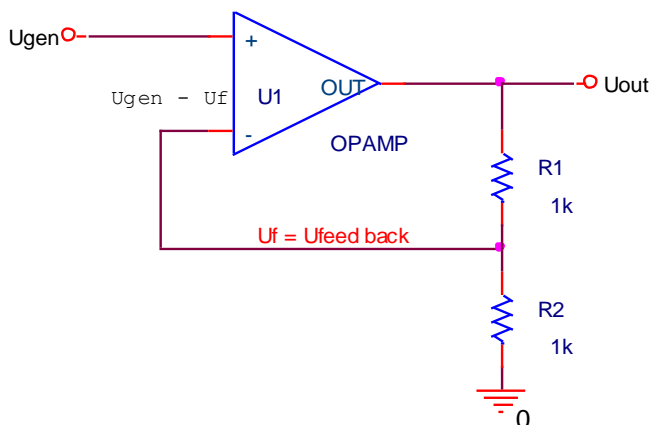 Ugen
+
Ugen - Uf
U1
OUT
Uout
-
OPAMP
R1
1k
Uf = Ufeed back
R2
1k
0